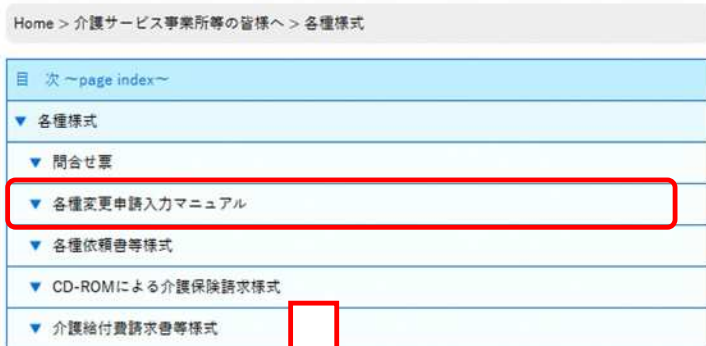 Home > 介護サービス事業所等の皆様へ > 各種様式
目 次 ～page index～
▼ 各種様式
▼ 問合せ票
▼ 各種変更申請入力マニュアル
▼ 各種依頼書等様式
▼ CD-ROMによる介護保険請求様式
▼ 介護給付費請求書等様式